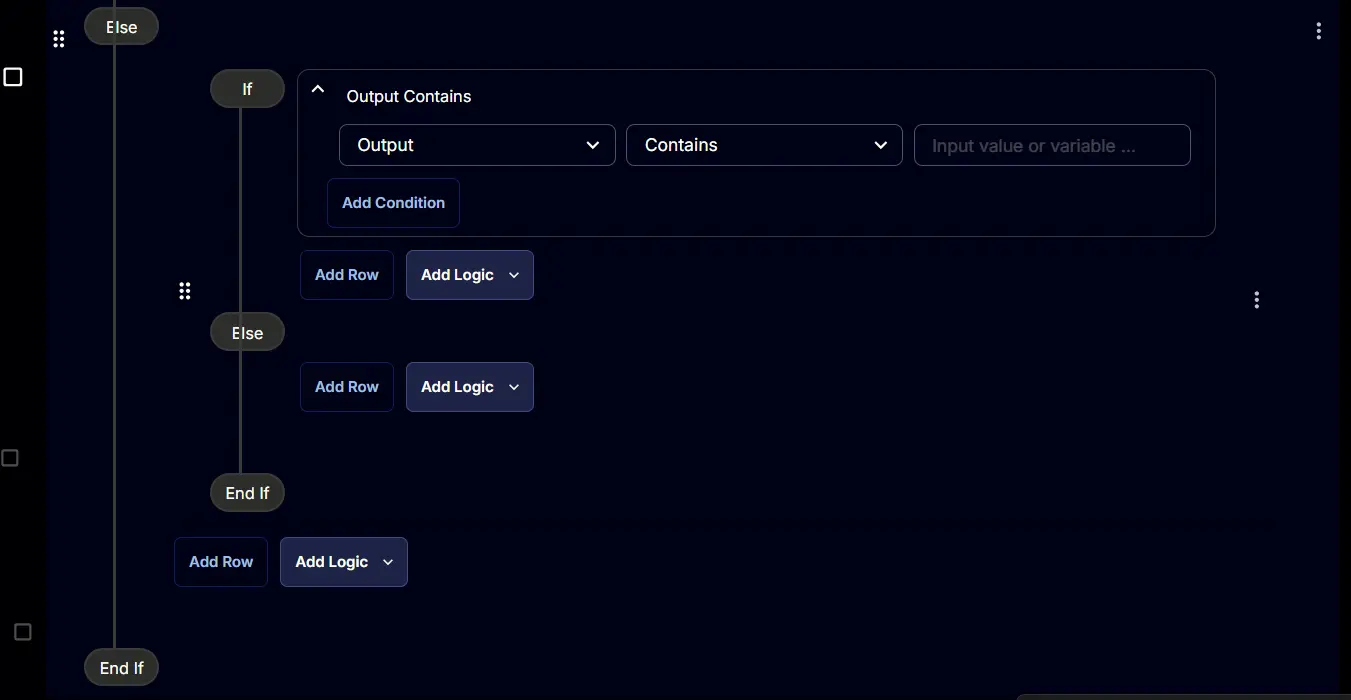 Else
If
Output Contains
Output Contains Input value or variable ...
Add Condition
Add Row Add Logic
Else
Add Row Add Logic
End If
Add Row Add Logic
End If